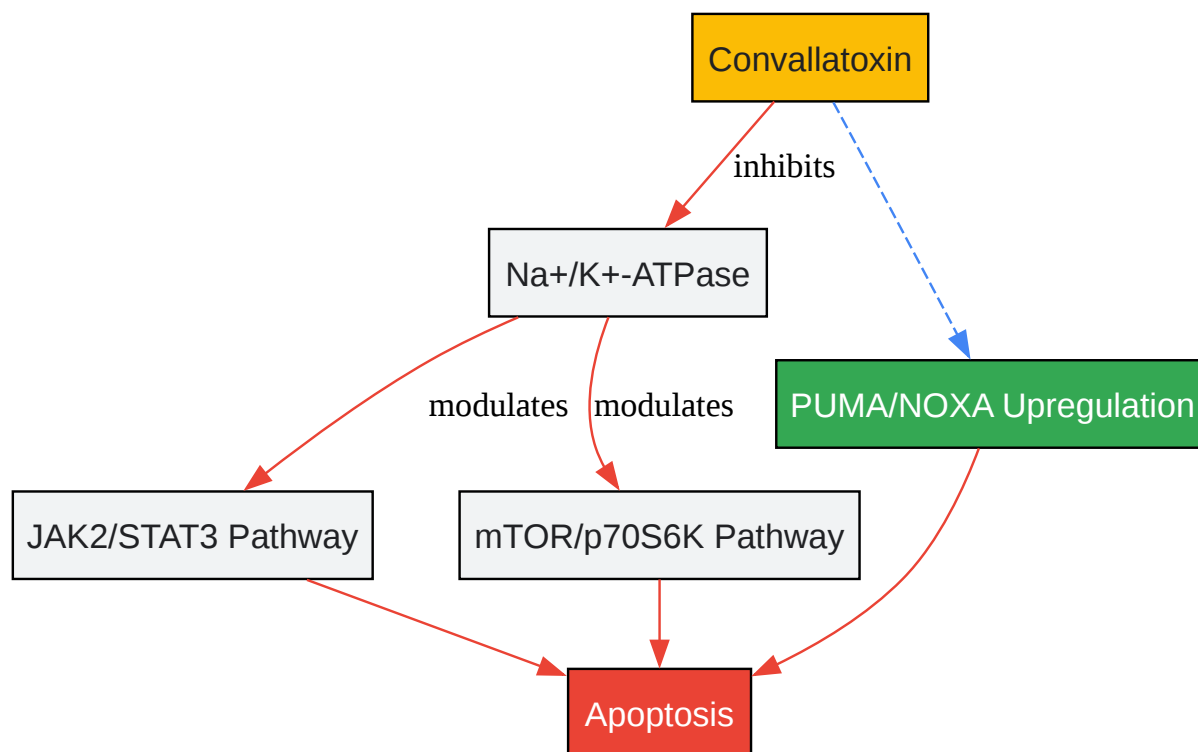 Convallatoxin
inhibits
Na+/K+-ATPase
modulates
modulates
PUMA/NOXA Upregulation
JAK2/STAT3 Pathway
mTOR/p70S6K Pathway
Apoptosis